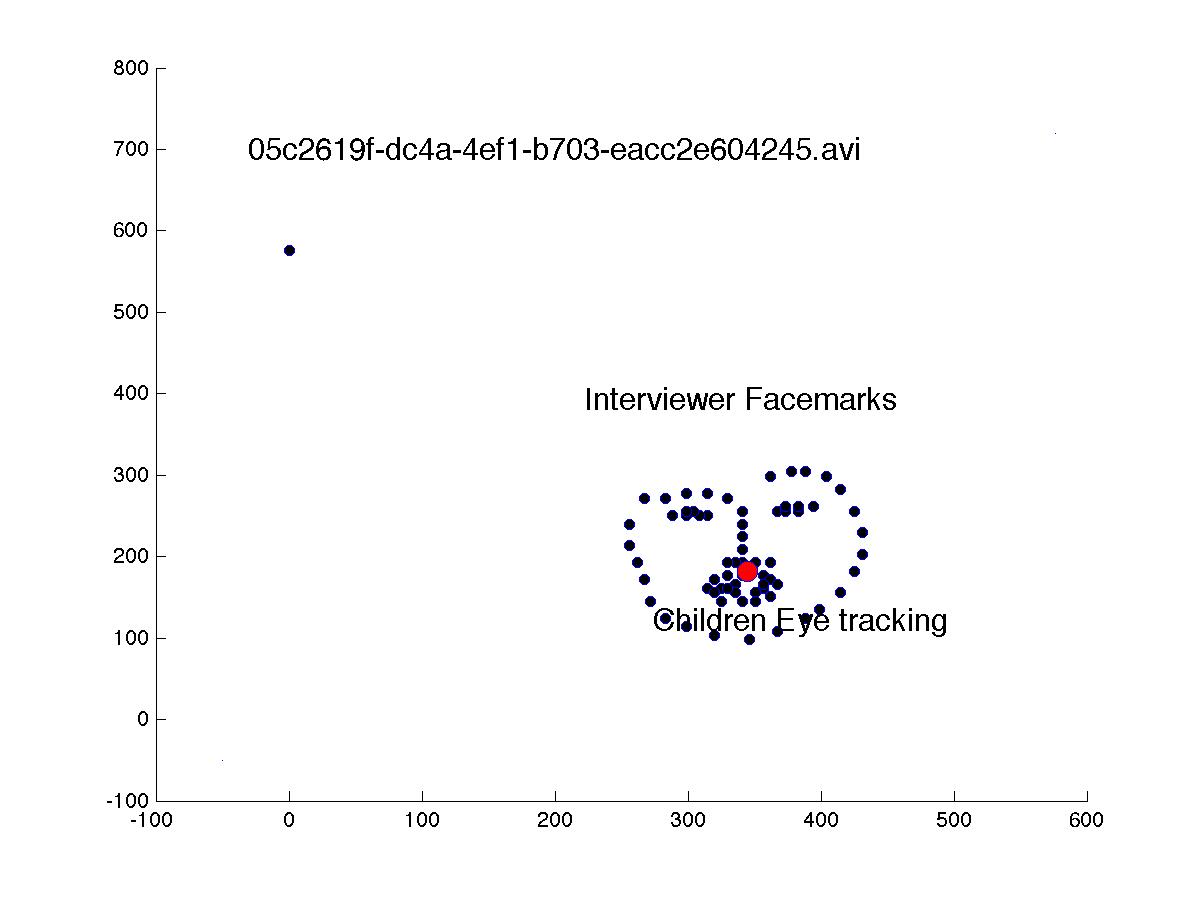 800
700
05c2619f-dc4a-4ef1-b703-eacc2e604245.avi
600
500
400
Interviewer Facemarks
300
200
100
Children Eye tracking
0
-100
-100 0 100 200 300 400 500 600